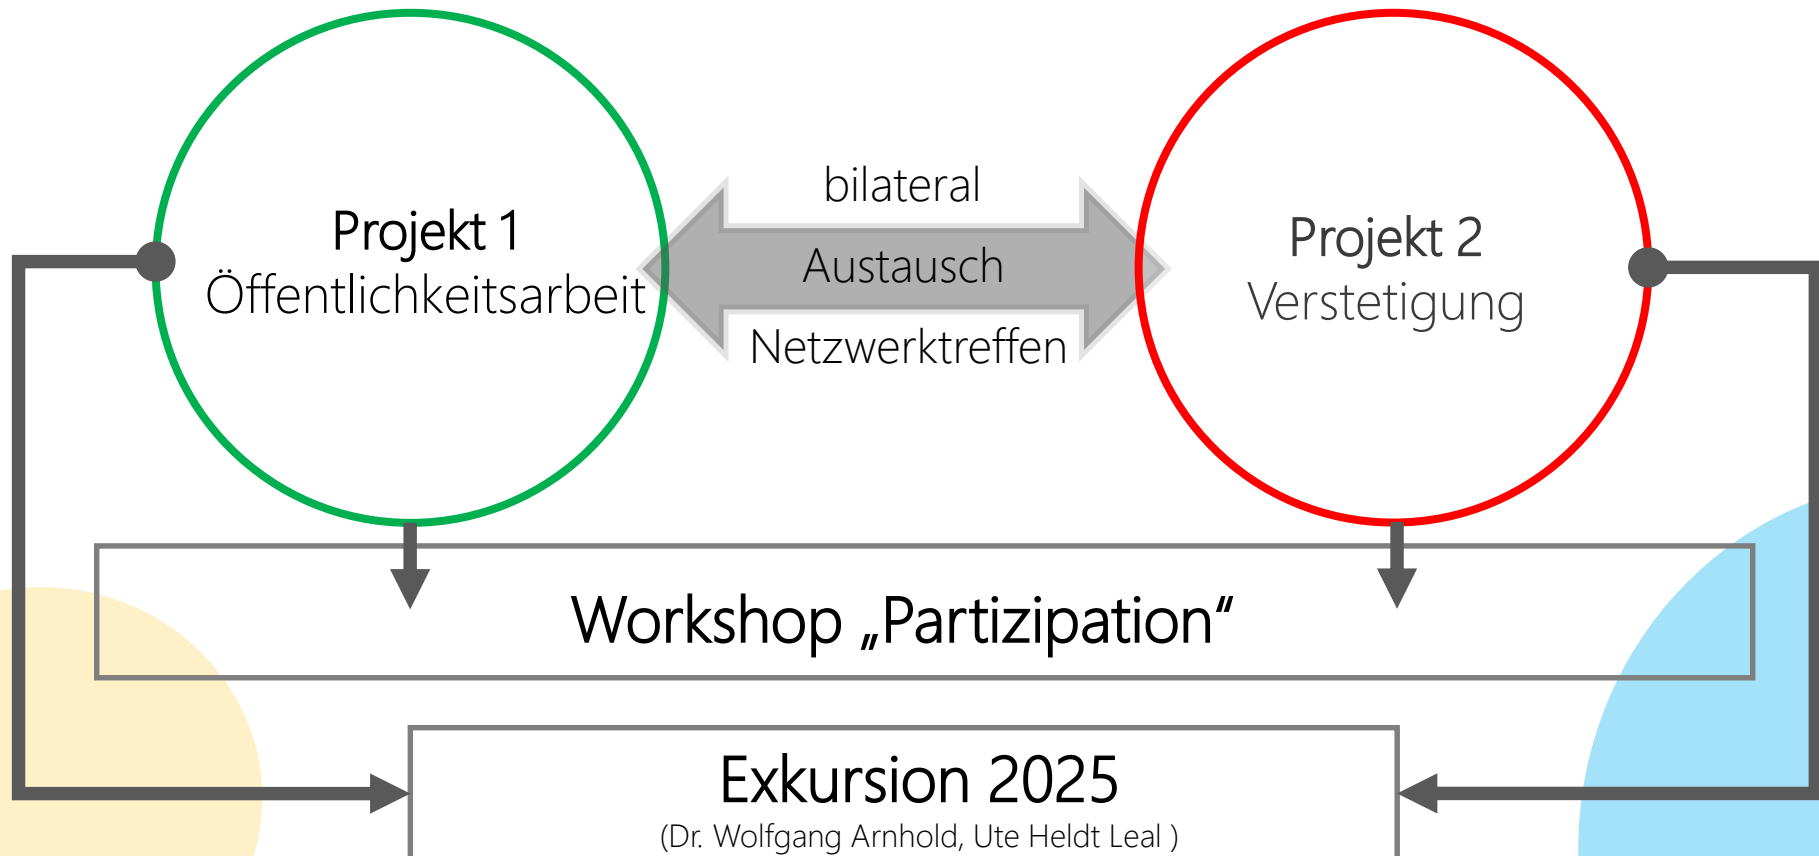 Projekt 1
Öffentlichkeitsarbeit
bilateral
Austausch
Netzwerktreffen
Projekt 2
Verstetigung
Workshop „Partizipation“
Exkursion 2025
(Dr. Wolfgang Arnhold, Ute Heldt Leal )